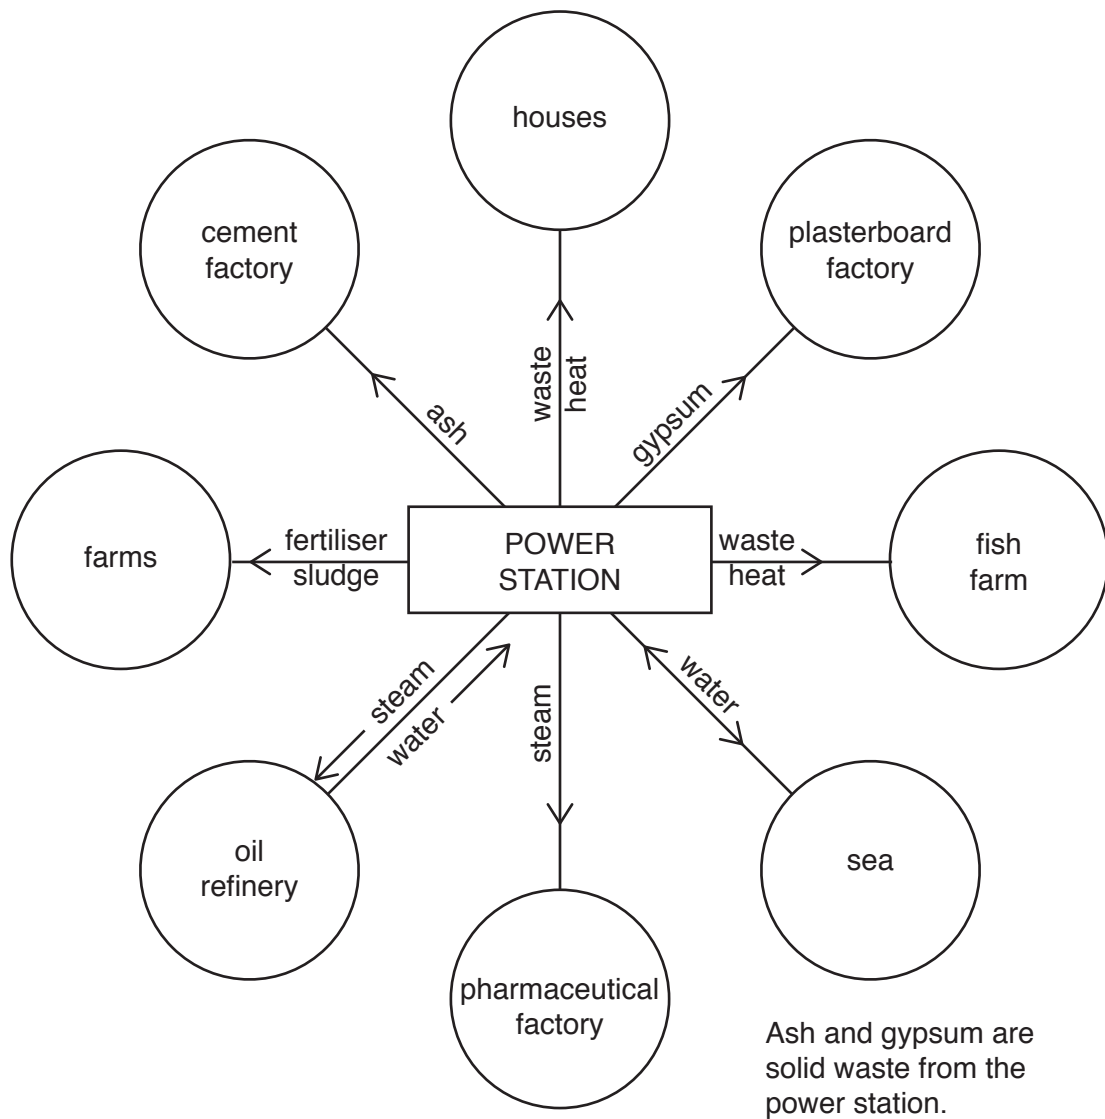 houses
cement
factory
plasterboard
factory
waste
heat
ash
gypsum
farms
fertiliser
sludge
POWER
STATION
waste
heat
fish
farm
steam
water
steam
water
oil
refinery
sea
pharmaceutical
factory
Ash and gypsum are
solid waste from the
power station.